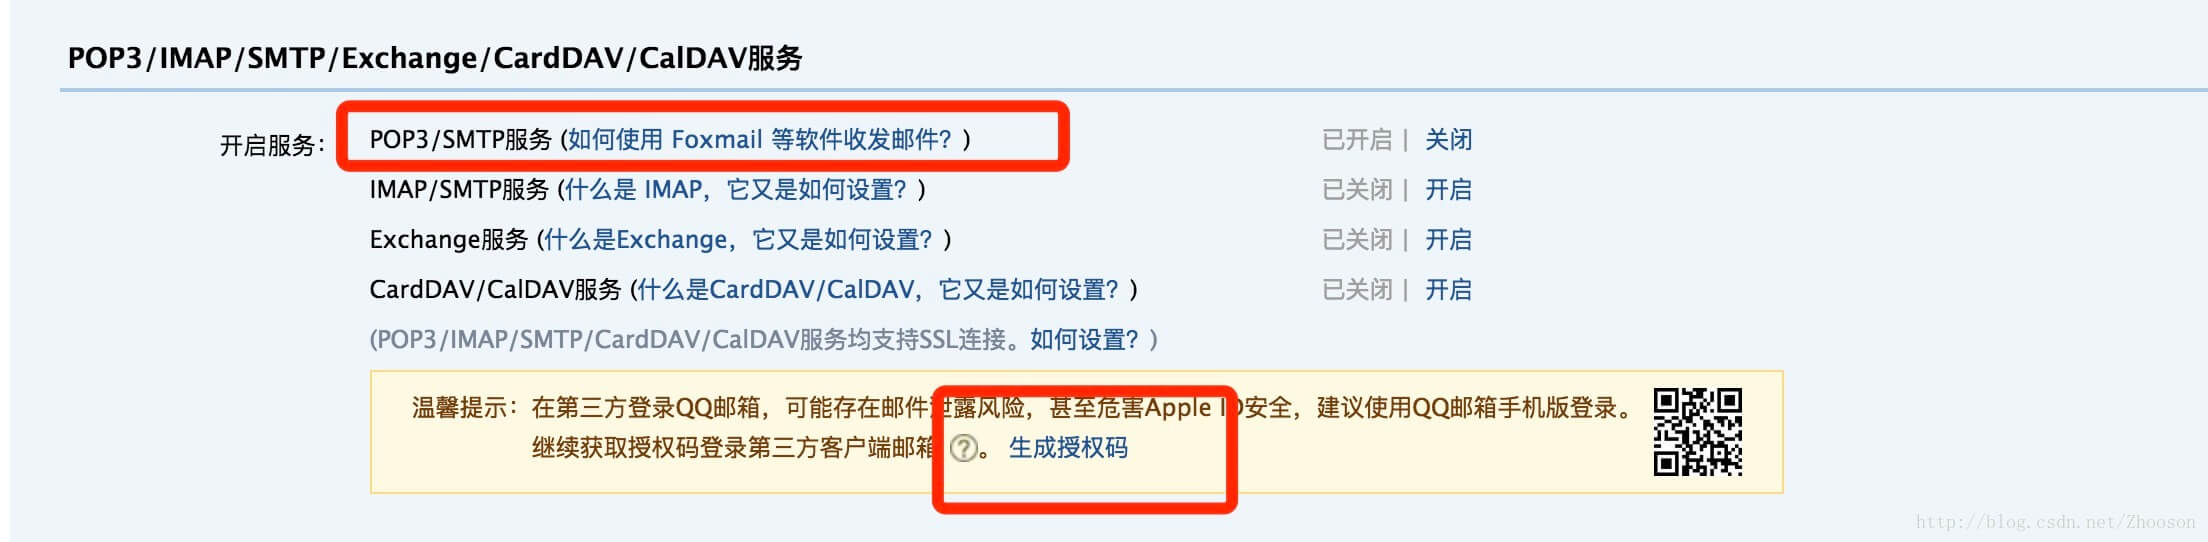 POP3/IMAP/SMTP/Exchange/CardDAV/CalDAV服务
开启服务： POP3/SMTP服务 (如何使用 Foxmail 等软件收发邮件？) 已开启 | 关闭
IMAP/SMTP服务 (什么是 IMAP，它又是如何设置？) 已关闭 | 开启
Exchange服务 (什么是Exchange，它又是如何设置？) 已关闭 | 开启
CardDAV/CalDAV服务 (什么是CardDAV/CalDAV，它又是如何设置？) 已关闭 | 开启
(POP3/IMAP/SMTP/CardDAV/CalDAV服务均支持SSL连接。如何设置？)
温馨提示：在第三方登录QQ邮箱，可能存在邮件泄露风险，甚至危害Apple ID安全，建议使用QQ邮箱手机版登录。
继续获取授权码登录第三方客户端邮箱 ?。 生成授权码
http://blog.csdn.net/Zhooson